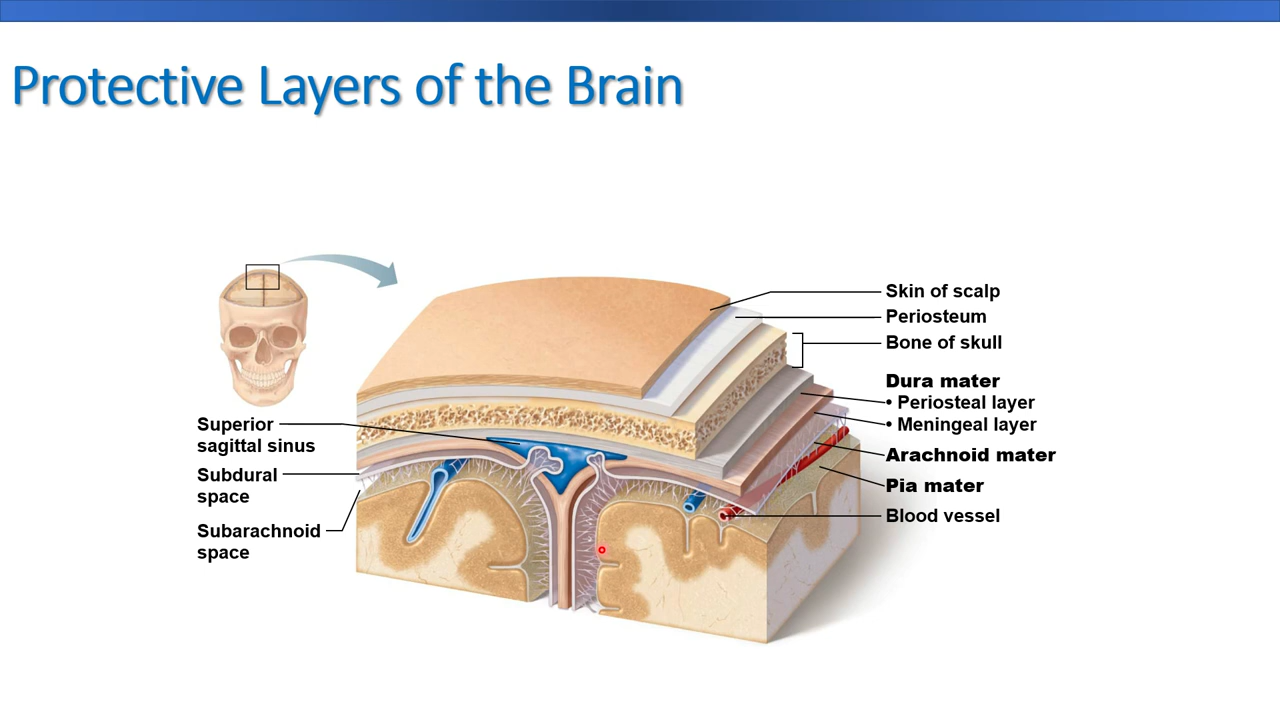 Protective Layers of the Brain
Skin of scalp
Periosteum
Bone of skull
Dura mater
• Periosteal layer
• Meningeal layer
Arachnoid mater
Pia mater
Blood vessel
Superior
sagittal sinus
Subdural
space
Subarachnoid
space